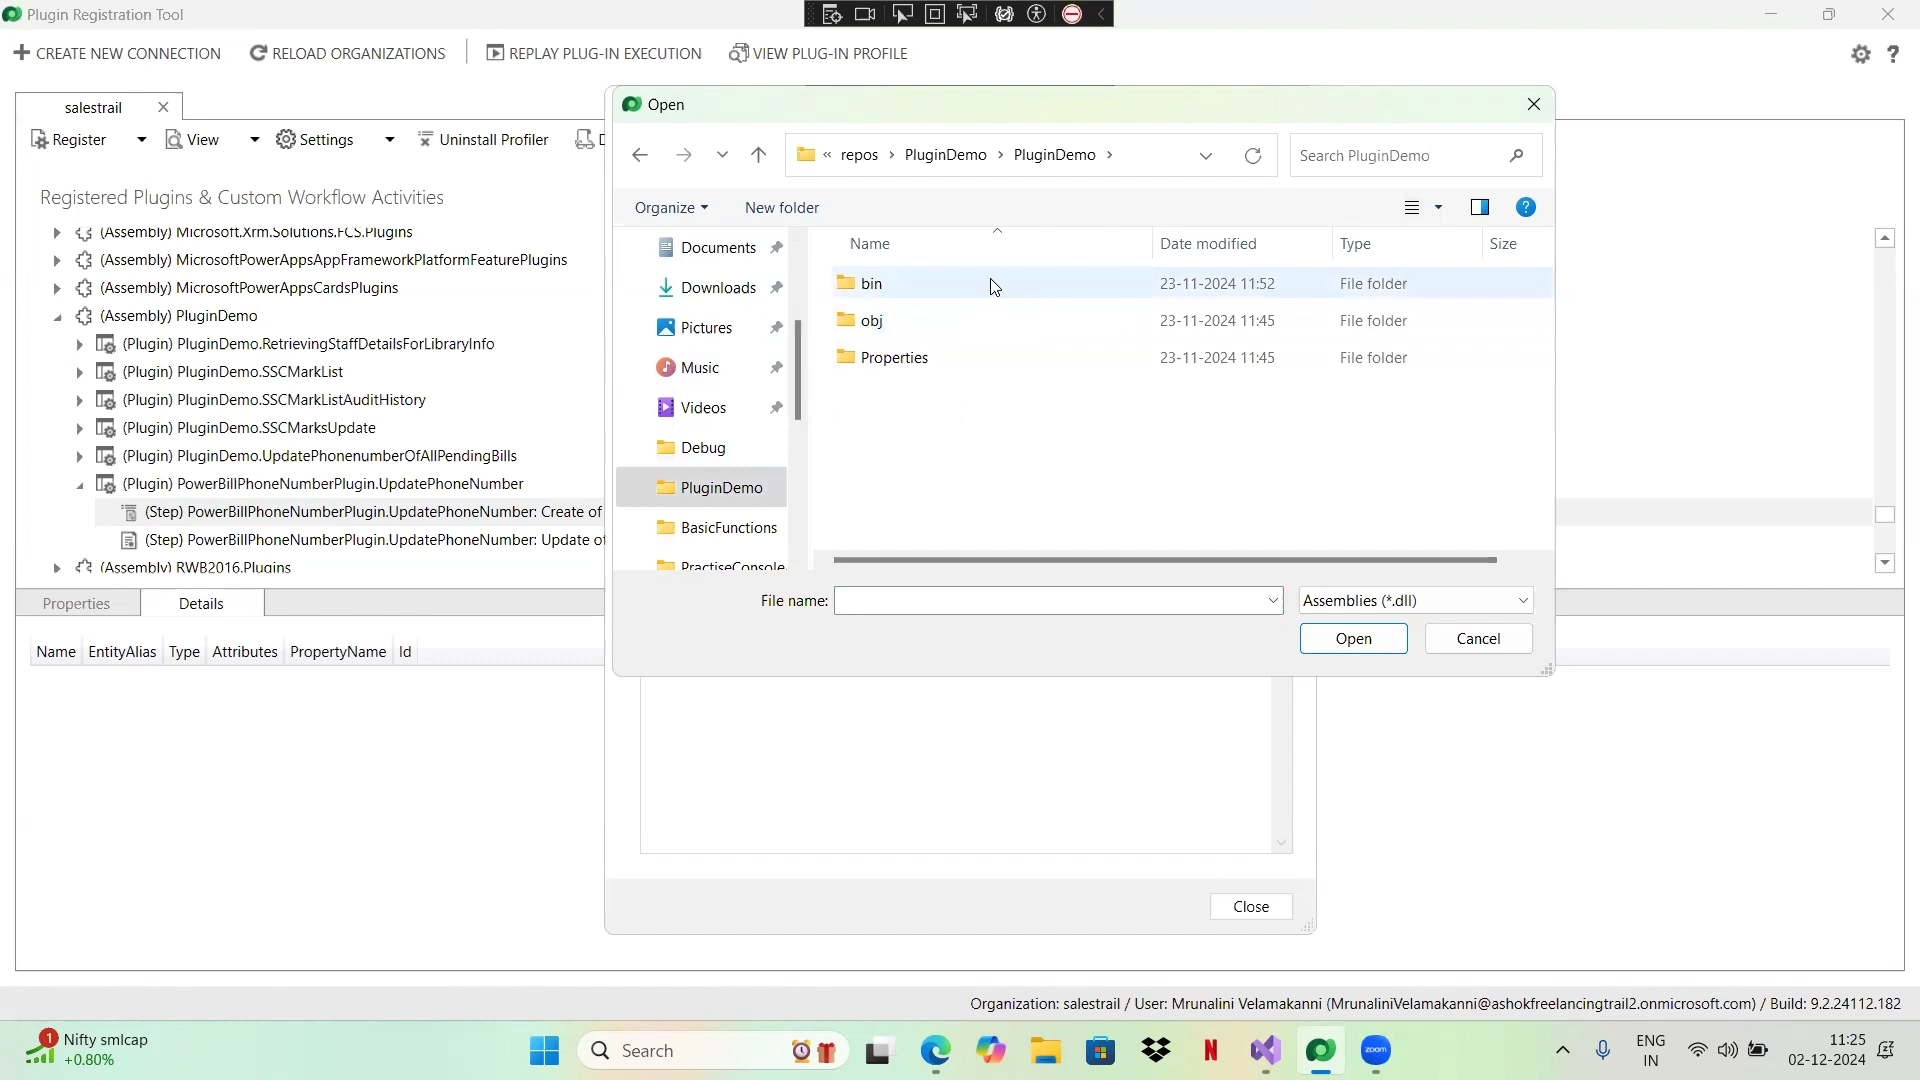 Plugin Registration Tool
CREATE NEW CONNECTION RELOAD ORGANIZATIONS REPLAY PLUG-IN EXECUTION VIEW PLUG-IN PROFILE
salestrail
Register View Settings Uninstall Profiler
Registered Plugins & Custom Workflow Activities
(Assembly) Microsoft.Xrm.Solutions.FCS.Plugins
(Assembly) MicrosoftPowerAppsAppFrameworkPlatformFeaturePlugins
(Assembly) MicrosoftPowerAppsCardsPlugins
(Assembly) PluginDemo
(Plugin) PluginDemo.RetrievingStaffDetailsForLibraryInfo
(Plugin) PluginDemo.SSCMarkList
(Plugin) PluginDemo.SSCMarkListAuditHistory
(Plugin) PluginDemo.SSCMarksUpdate
(Plugin) PluginDemo.UpdatePhonenumberOfAllPendingBills
(Plugin) PowerBillPhoneNumberPlugin.UpdatePhoneNumber
(Step) PowerBillPhoneNumberPlugin.UpdatePhoneNumber: Create of
(Step) PowerBillPhoneNumberPlugin.UpdatePhoneNumber: Update of
(Assembly) RWB2016.Plugins
Properties Details
Name EntityAlias Type Attributes PropertyName Id
Open
« repos > PluginDemo > PluginDemo >
Search PluginDemo
Organize New folder
Documents
Downloads
Pictures
Music
Videos
Debug
PluginDemo
BasicFunctions
PractiseConsole
Name Date modified Type Size
bin 23-11-2024 11:52 File folder
obj 23-11-2024 11:45 File folder
Properties 23-11-2024 11:45 File folder
File name: Assemblies (*.dll)
Open Cancel
Close
Organization: salestrail / User: Mrunalini Velamakanni (MrunaliniVelamakanni@ashokfreelancingtrail2.onmicrosoft.com) / Build: 9.2.24112.182
1
Nifty smlcap
+0.80%
Search
N
zoom
ENG
IN
11:25
02-12-2024